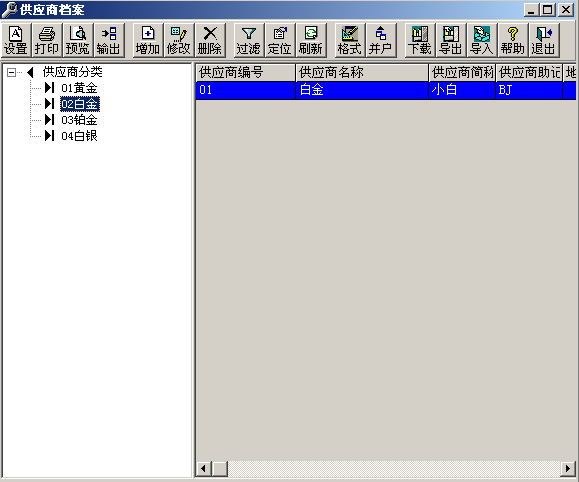 供应商档案
设置 打印 预览 输出 增加 修改 删除 过滤 定位 刷新 格式 并户 下载 导出 导入 帮助 退出
供应商分类
01黄金
02白金
03铂金
04白银
供应商编号 供应商名称 供应商简称 供应商助记 地
01 白金 小白 BJ